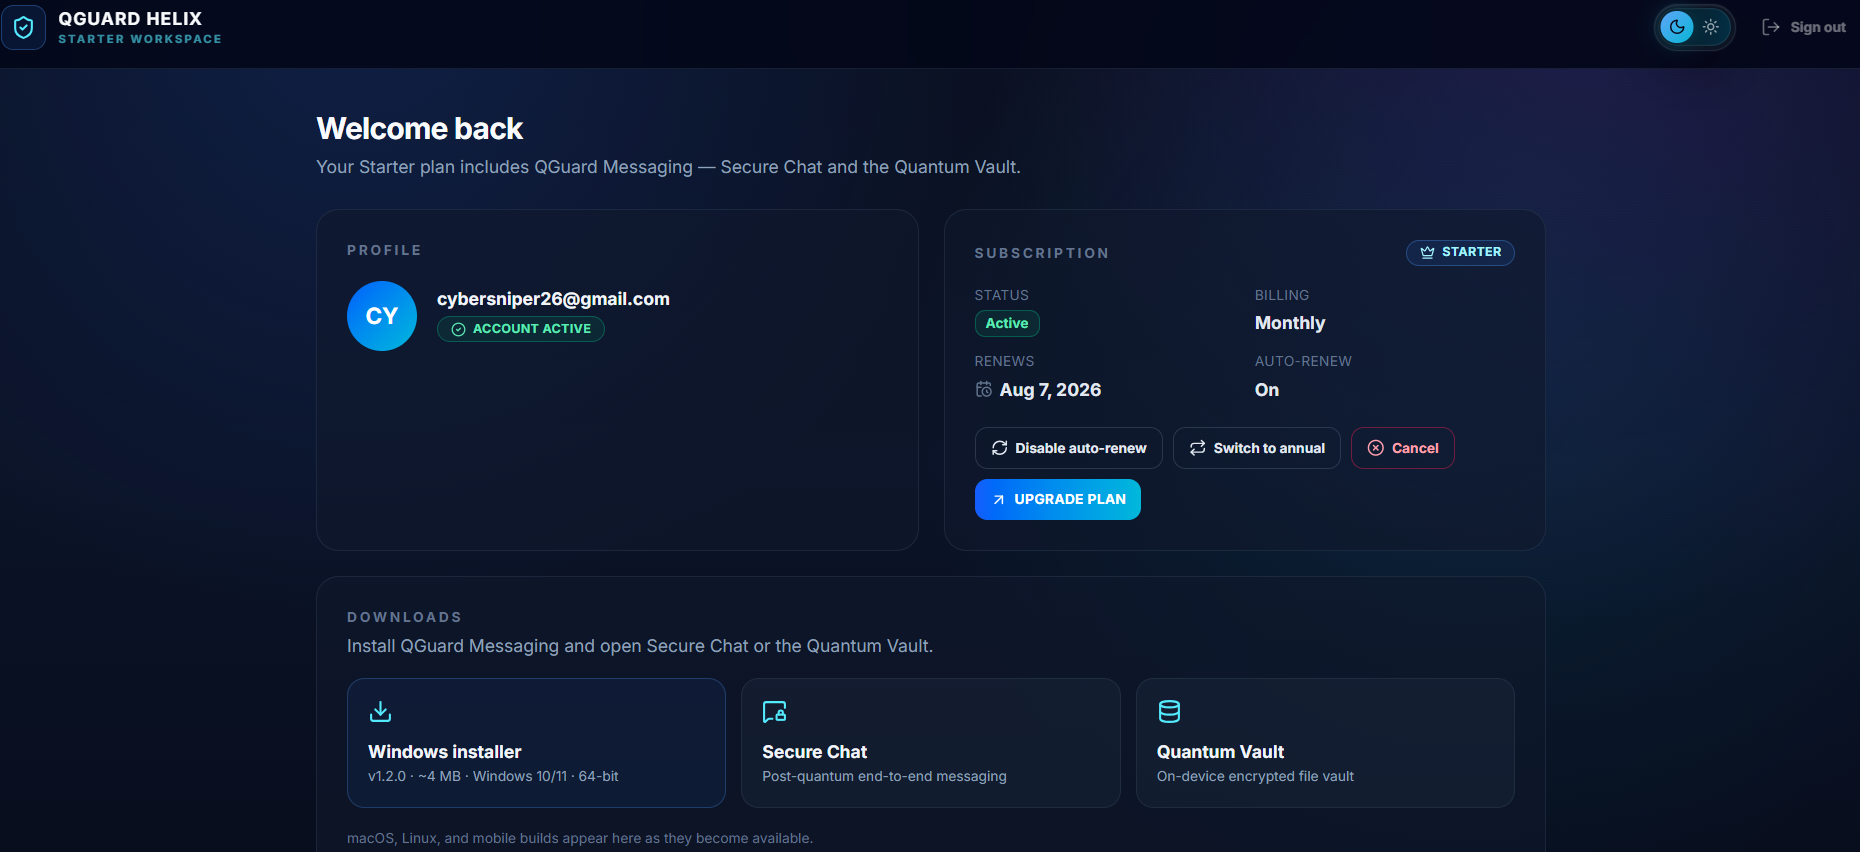 QGUARD HELIX
STARTER WORKSPACE
Sign out
Welcome back
Your Starter plan includes QGuard Messaging — Secure Chat and the Quantum Vault.
PROFILE
CY
cybersniper26@gmail.com
ACCOUNT ACTIVE
SUBSCRIPTION
STARTER
STATUS
Active
BILLING
Monthly
RENEWS
Aug 7, 2026
AUTO-RENEW
On
Disable auto-renew
Switch to annual
Cancel
UPGRADE PLAN
DOWNLOADS
Install QGuard Messaging and open Secure Chat or the Quantum Vault.
Windows installer
v1.2.0 · ~4 MB · Windows 10/11 · 64-bit
Secure Chat
Post-quantum end-to-end messaging
Quantum Vault
On-device encrypted file vault
macOS, Linux, and mobile builds appear here as they become available.